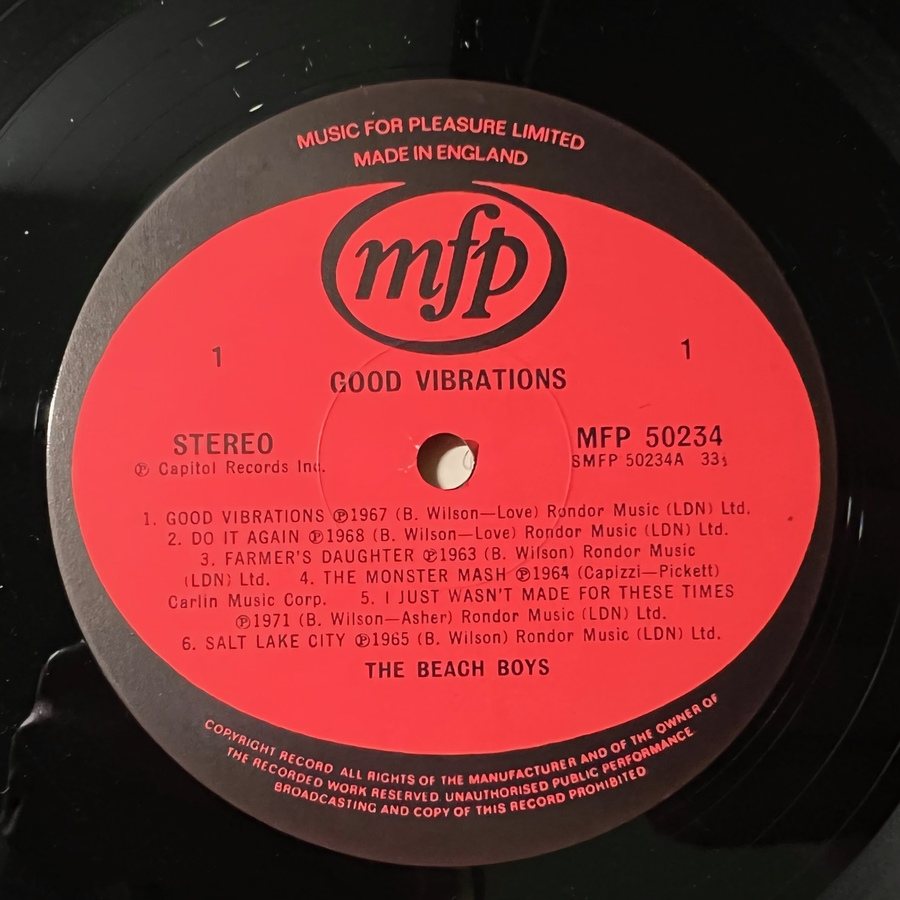 MUSIC FOR PLEASURE LIMITED
MADE IN ENGLAND
mfp
1
1
GOOD VIBRATIONS
STEREO
MFP 50234
℗ Capitol Records Inc.
SMFP 50234A 33⅓
1. GOOD VIBRATIONS ℗1967 (B. Wilson—Love) Rondor Music (LDN) Ltd.
2. DO IT AGAIN ℗1968 (B. Wilson—Love) Rondor Music (LDN) Ltd.
3. FARMER'S DAUGHTER ℗1963 (B. Wilson) Rondor Music
(LDN) Ltd. 4. THE MONSTER MASH ℗1964 (Capizzi—Pickett)
Carlin Music Corp. 5. I JUST WASN'T MADE FOR THESE TIMES
℗1971 (B. Wilson—Asher) Rondor Music (LDN) Ltd.
6. SALT LAKE CITY ℗1965 (B. Wilson) Rondor Music (LDN) Ltd.
THE BEACH BOYS
COPYRIGHT RECORD ALL RIGHTS OF THE MANUFACTURER AND OF THE OWNER OF
THE RECORDED WORK RESERVED UNAUTHORISED PUBLIC PERFORMANCE
BROADCASTING AND COPY OF THIS RECORD PROHIBITED